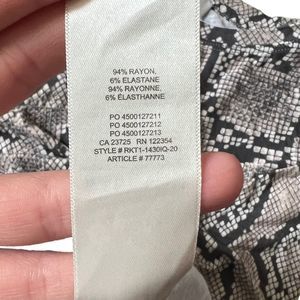 94% RAYON,
6% ELASTANE
94% RAYONNE,
6% ÉLASTHANNE
PO 4500127211
PO 4500127212
PO 4500127213
CA 23725 RN 122354
STYLE # RKT1-1430IQ-20
ARTICLE # 77773